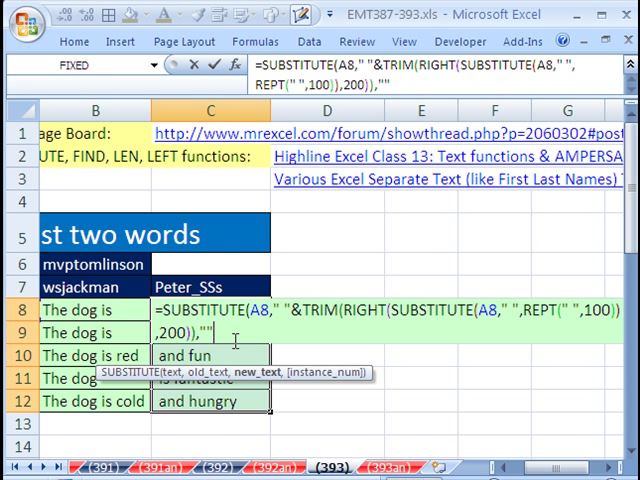 EMT387-393.xls - Microsoft Excel
Home Insert Page Layout Formulas Data Review View Developer Add-Ins
FIXED =SUBSTITUTE(A8," "&TRIM(RIGHT(SUBSTITUTE(A8," ",
REPT(" ",100)),200)),""
B C D E F G
1 age Board: http://www.mrexcel.com/forum/showthread.php?p=2060302#post
2 UTE, FIND, LEN, LEFT functions: Highline Excel Class 13: Text functions & AMPERSA
3 Various Excel Separate Text (like First Last Names)
4
5 st two words
6 mvptomlinson
7 wsjackman Peter_SSs
8 The dog is =SUBSTITUTE(A8," "&TRIM(RIGHT(SUBSTITUTE(A8," ",REPT(" ",100))
9 The dog is ,200)),""
10 The dog is red and fun
SUBSTITUTE(text, old_text, new_text, [instance_num])
11 The dog is fantastic
12 The dog is cold and hungry
13
14
(391) (391an) (392) (392an) (393) (393an)